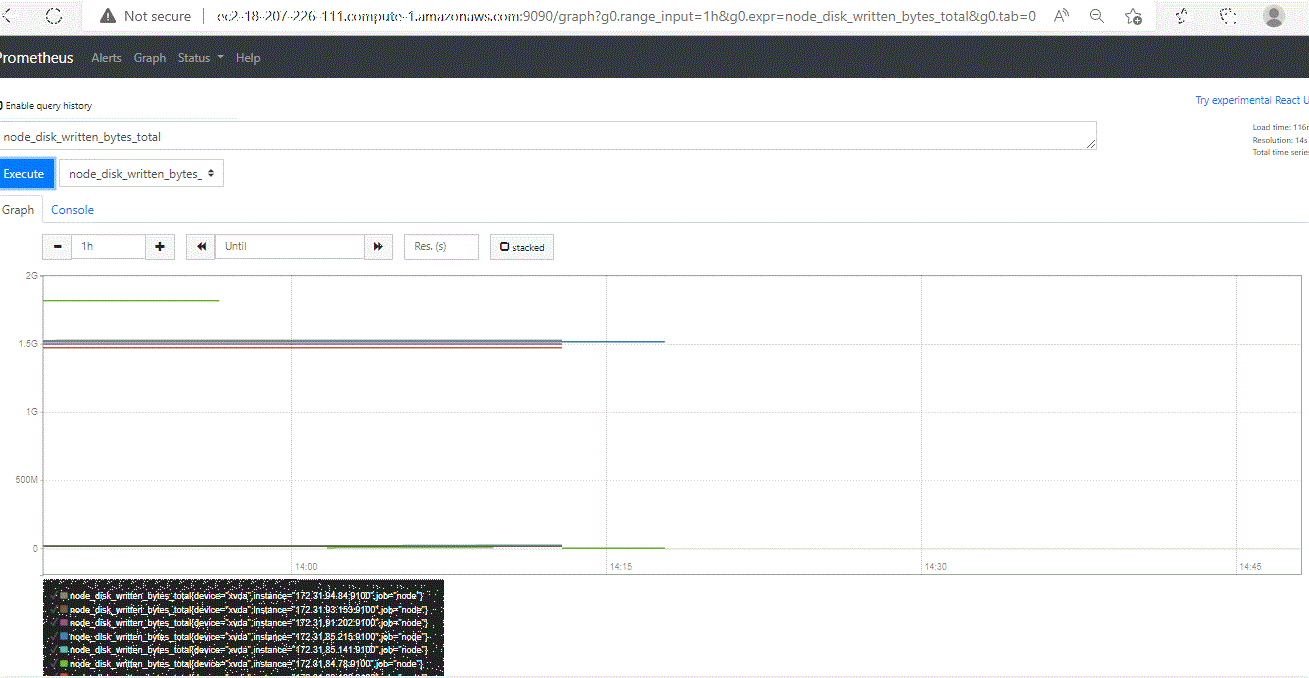 Not secure
ec2-18-207-226-111.compute-1.amazonaws.com:9090/graph?g0.range_input=1h&g0.expr=node_disk_written_bytes_total&g0.tab=0
Prometheus Alerts Graph Status Help
Enable query history
Try experimental React U
node_disk_written_bytes_total
Load time: 116m
Resolution: 14s
Total time series
Execute node_disk_written_bytes_
Graph Console
1h Until Res. (s) stacked
2G
1.5G
1G
500M
0
14:00 14:15 14:30 14:45
node_disk_written_bytes_total{device="xvda",instance="172.31.94.84:9100",job="node"}
node_disk_written_bytes_total{device="xvda",instance="172.31.93.153:9100",job="node"}
node_disk_written_bytes_total{device="xvda",instance="172.31.91.202:9100",job="node"}
node_disk_written_bytes_total{device="xvda",instance="172.31.85.215:9100",job="node"}
node_disk_written_bytes_total{device="xvda",instance="172.31.85.141:9100",job="node"}
node_disk_written_bytes_total{device="xvda",instance="172.31.84.78:9100",job="node"}